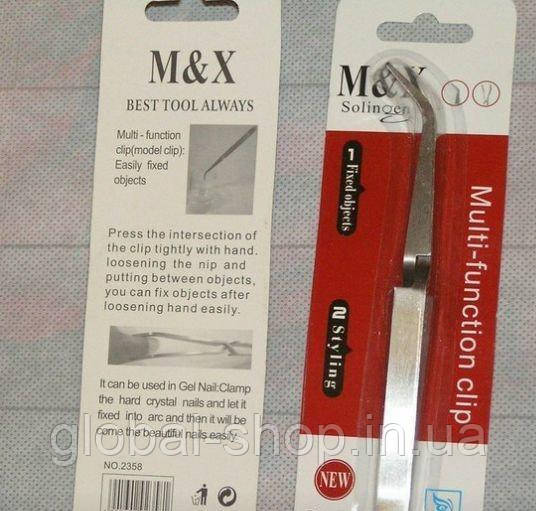 M&X
BEST TOOL ALWAYS
Multi - function
clip(model clip):
Easily fixed
objects
Press the intersection of
the clip tightly with hand.
loosening the nip and
putting between objects,
you can fix objects after
loosening hand easily.
It can be used in Gel Nail:Clamp
the hard crystal nails and let it
fixed into arc and then it will be
come the beautiful nails easily.
NO.2358
M&X
Solingen
1 Fixed objects
2 Styling
Multi-function clip
NEW
global-shop.in.ua